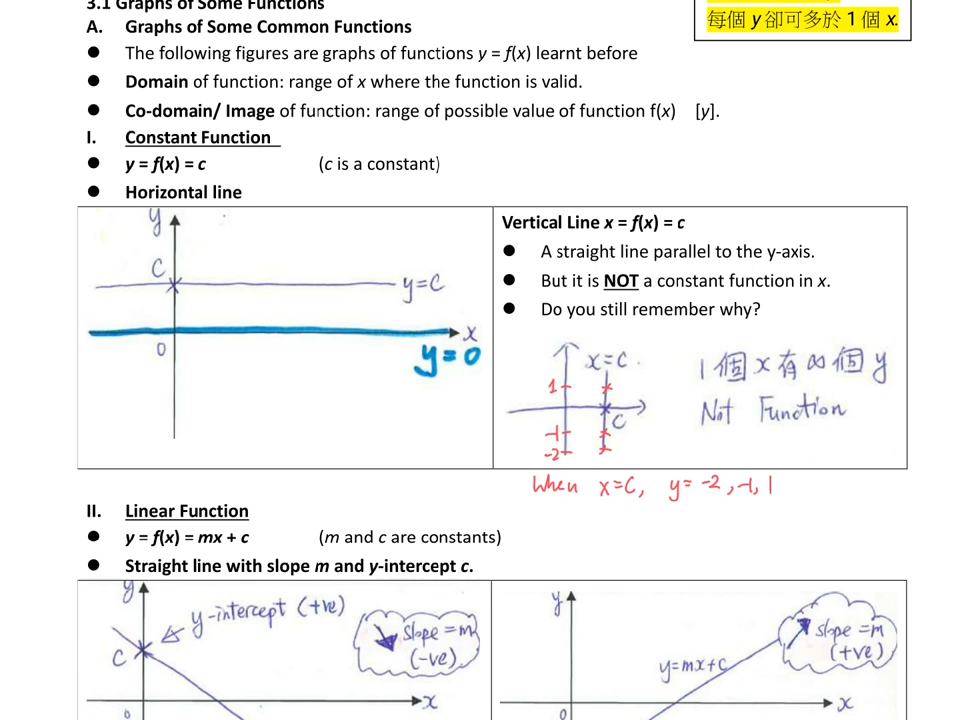 3.1 Graphs of Some Functions
每個 y 卻可多於 1 個 x.
A. Graphs of Some Common Functions
● The following figures are graphs of functions y = f(x) learnt before
● Domain of function: range of x where the function is valid.
● Co-domain/ Image of function: range of possible value of function f(x) [y].
I. Constant Function
● y = f(x) = c (c is a constant)
● Horizontal line
y
C
y=C
x
0
y=0
Vertical Line x = f(x) = c
● A straight line parallel to the y-axis.
● But it is NOT a constant function in x.
● Do you still remember why?
x=C.
1
C
-1
-2
1個 x 有 ∞ 個 y
Not Function
When x=C, y= -2, -1, 1
II. Linear Function
● y = f(x) = mx + c (m and c are constants)
● Straight line with slope m and y-intercept c.
y
y-intercept (+ve)
slope=m
(-ve)
C
x
0
y
slope=m
(+ve)
y=mx+c
x
0